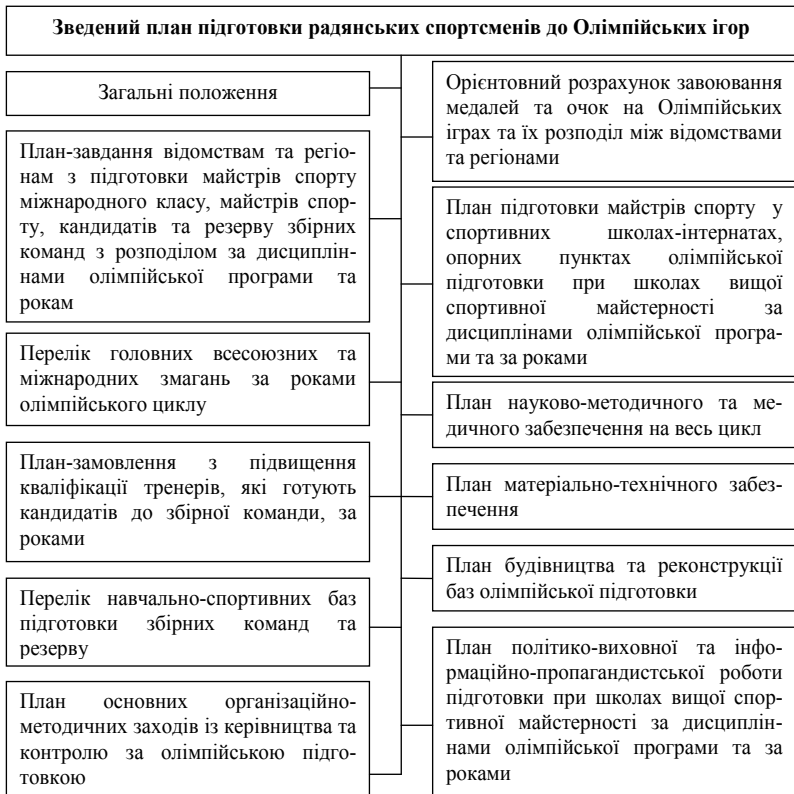 Зведений план підготовки радянських спортсменів до Олімпійських ігор
Загальні положення
План-завдання відомствам та регіо-
нам з підготовки майстрів спорту
міжнародного класу, майстрів спор-
ту, кандидатів та резерву збірних
команд з розподілом за дисциплін-
нами олімпійської програми та
рокам
Перелік головних всесоюзних та
міжнародних змагань за роками
олімпійського циклу
План-замовлення з підвищення
кваліфікації тренерів, які готують
кандидатів до збірної команди, за
роками
Перелік навчально-спортивних баз
підготовки збірних команд та
резерву
План основних організаційно-
методичних заходів із керівництва та
контролю за олімпійською підго-
товкою
Орієнтовний розрахунок завоювання
медалей та очок на Олімпійських
іграх та їх розподіл між відомствами
та регіонами
План підготовки майстрів спорту у
спортивних школах-інтернатах,
опорних пунктах олімпійської
підготовки при школах вищої
спортивної майстерності за
дисциплінами олімпійської програ-
ми та за роками
План науково-методичного та ме-
дичного забезпечення на весь цикл
План матеріально-технічного забез-
печення
План будівництва та реконструкції
баз олімпійської підготовки
План політико-виховної та інфо-
рмаційно-пропагандистської роботи
підготовки при школах вищої спор-
тивної майстерності за дисциплін-
нами олімпійської програми та за
роками